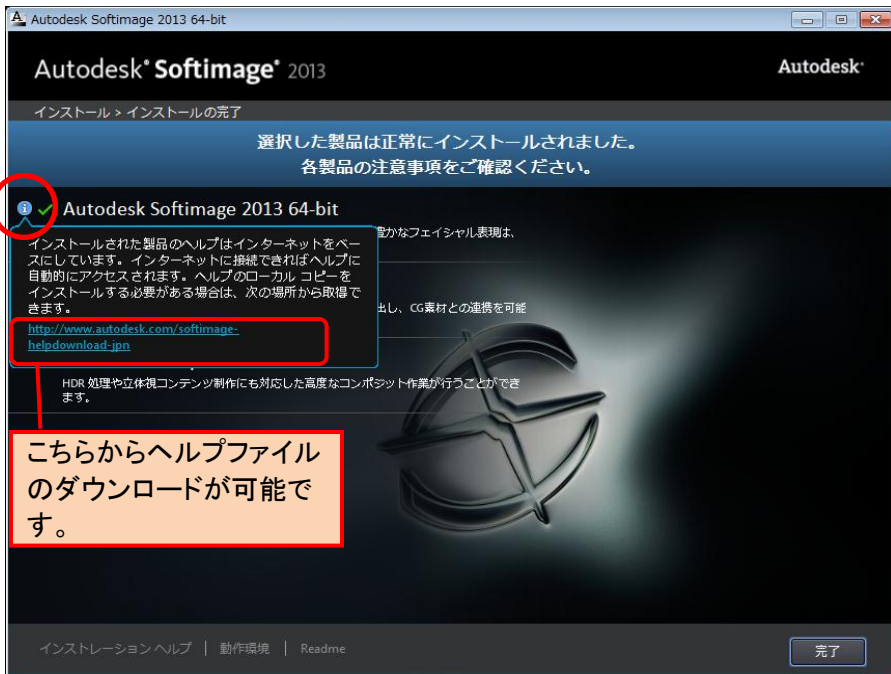 Autodesk Softimage 2013 64-bit
Autodesk® Softimage® 2013
Autodesk®
インストール > インストールの完了
選択した製品は正常にインストールされました。
各製品の注意事項をご確認ください。
Autodesk Softimage 2013 64-bit
豊かなフェイシャル表現は、
インストールされた製品のヘルプはインターネットをベー
スにしています。インターネットに接続できればヘルプに
自動的にアクセスされます。ヘルプのローカル コピーを
インストールする必要がある場合は、次の場所から取得で
きます。
出し、CG素材との連携を可能
http://www.autodesk.com/softimage-
helpdownload-jpn
HDR 処理や立体視コンテンツ制作にも対応した高度なコンポジット作業が行うことができ
ます。
こちらからヘルプファイル
のダウンロードが可能で
す。
インストレーション ヘルプ | 動作環境 | Readme
完了